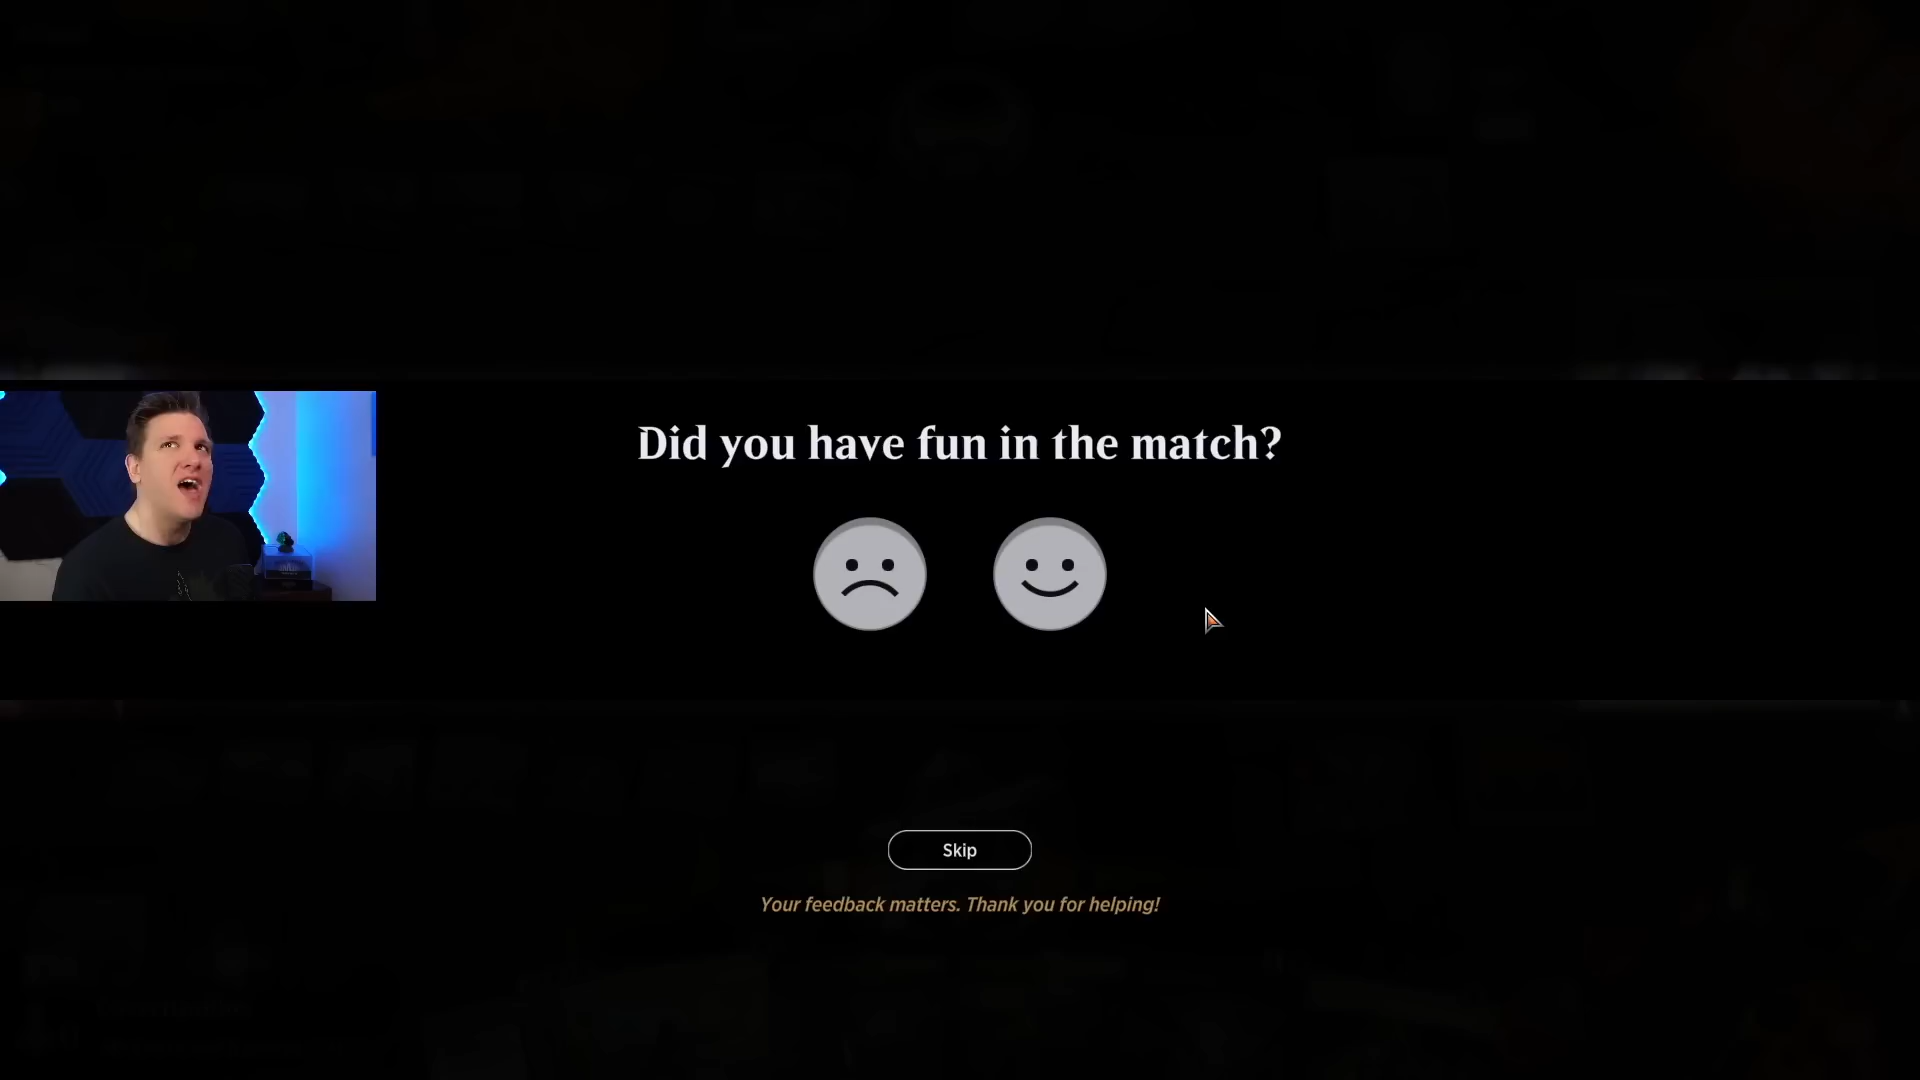 Did you have fun in the match?
Skip
Your feedback matters. Thank you for helping!